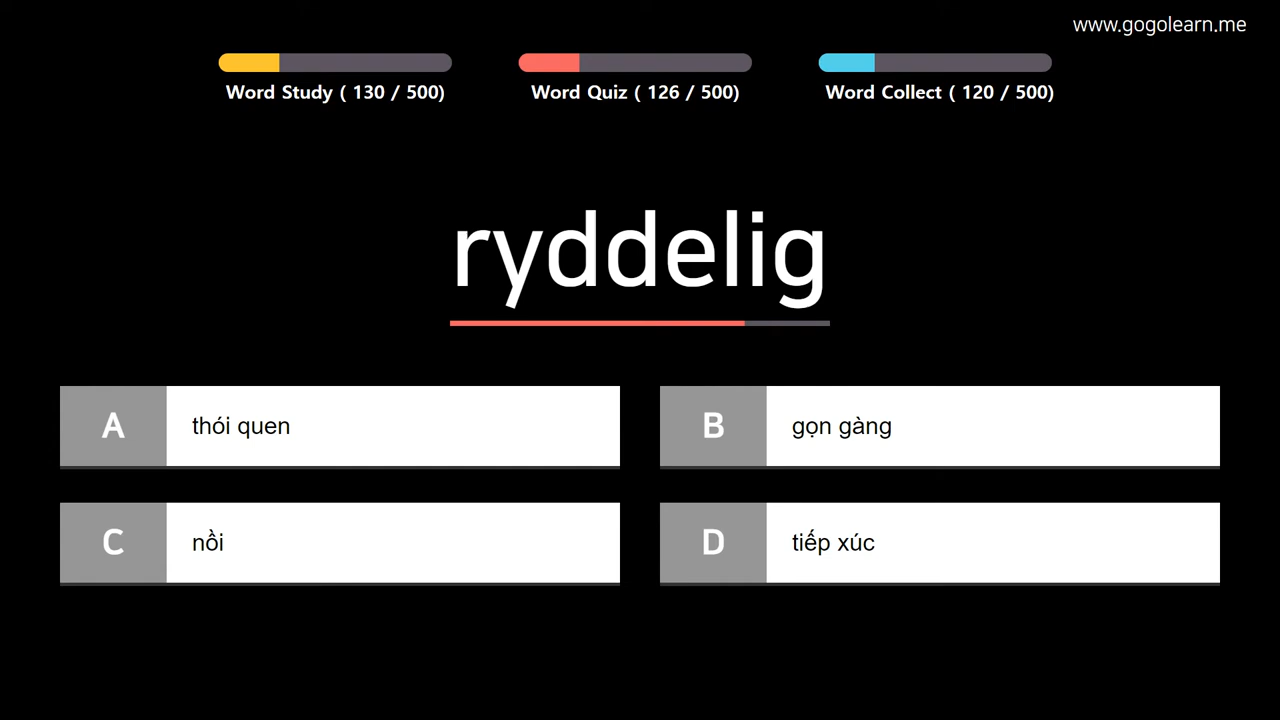 www.gogolearn.me
Word Study ( 130 / 500)
Word Quiz ( 126 / 500)
Word Collect ( 120 / 500)
ryddelig
A thói quen
B gọn gàng
C nồi
D tiếp xúc